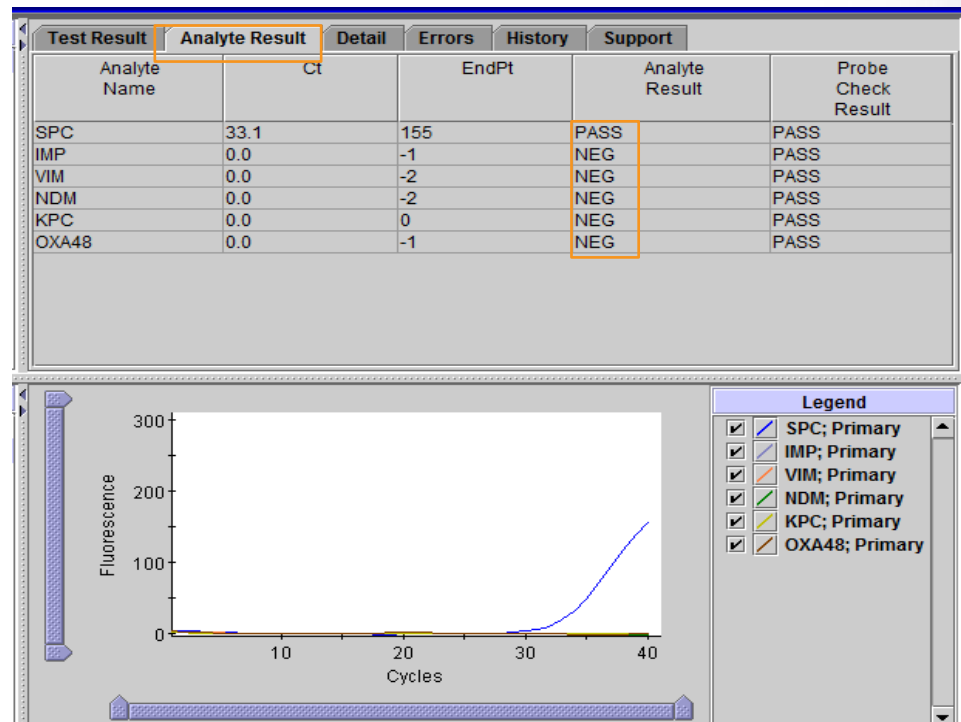 Test Result Analyte Result Detail Errors History Support
Analyte Name Ct EndPt Analyte Result Probe Check Result
SPC 33.1 155 PASS PASS
IMP 0.0 -1 NEG PASS
VIM 0.0 -2 NEG PASS
NDM 0.0 -2 NEG PASS
KPC 0.0 0 NEG PASS
OXA48 0.0 -1 NEG PASS
Legend
SPC; Primary
IMP; Primary
VIM; Primary
NDM; Primary
KPC; Primary
OXA48; Primary
Fluorescence
300
200
100
0
10 20 30 40
Cycles